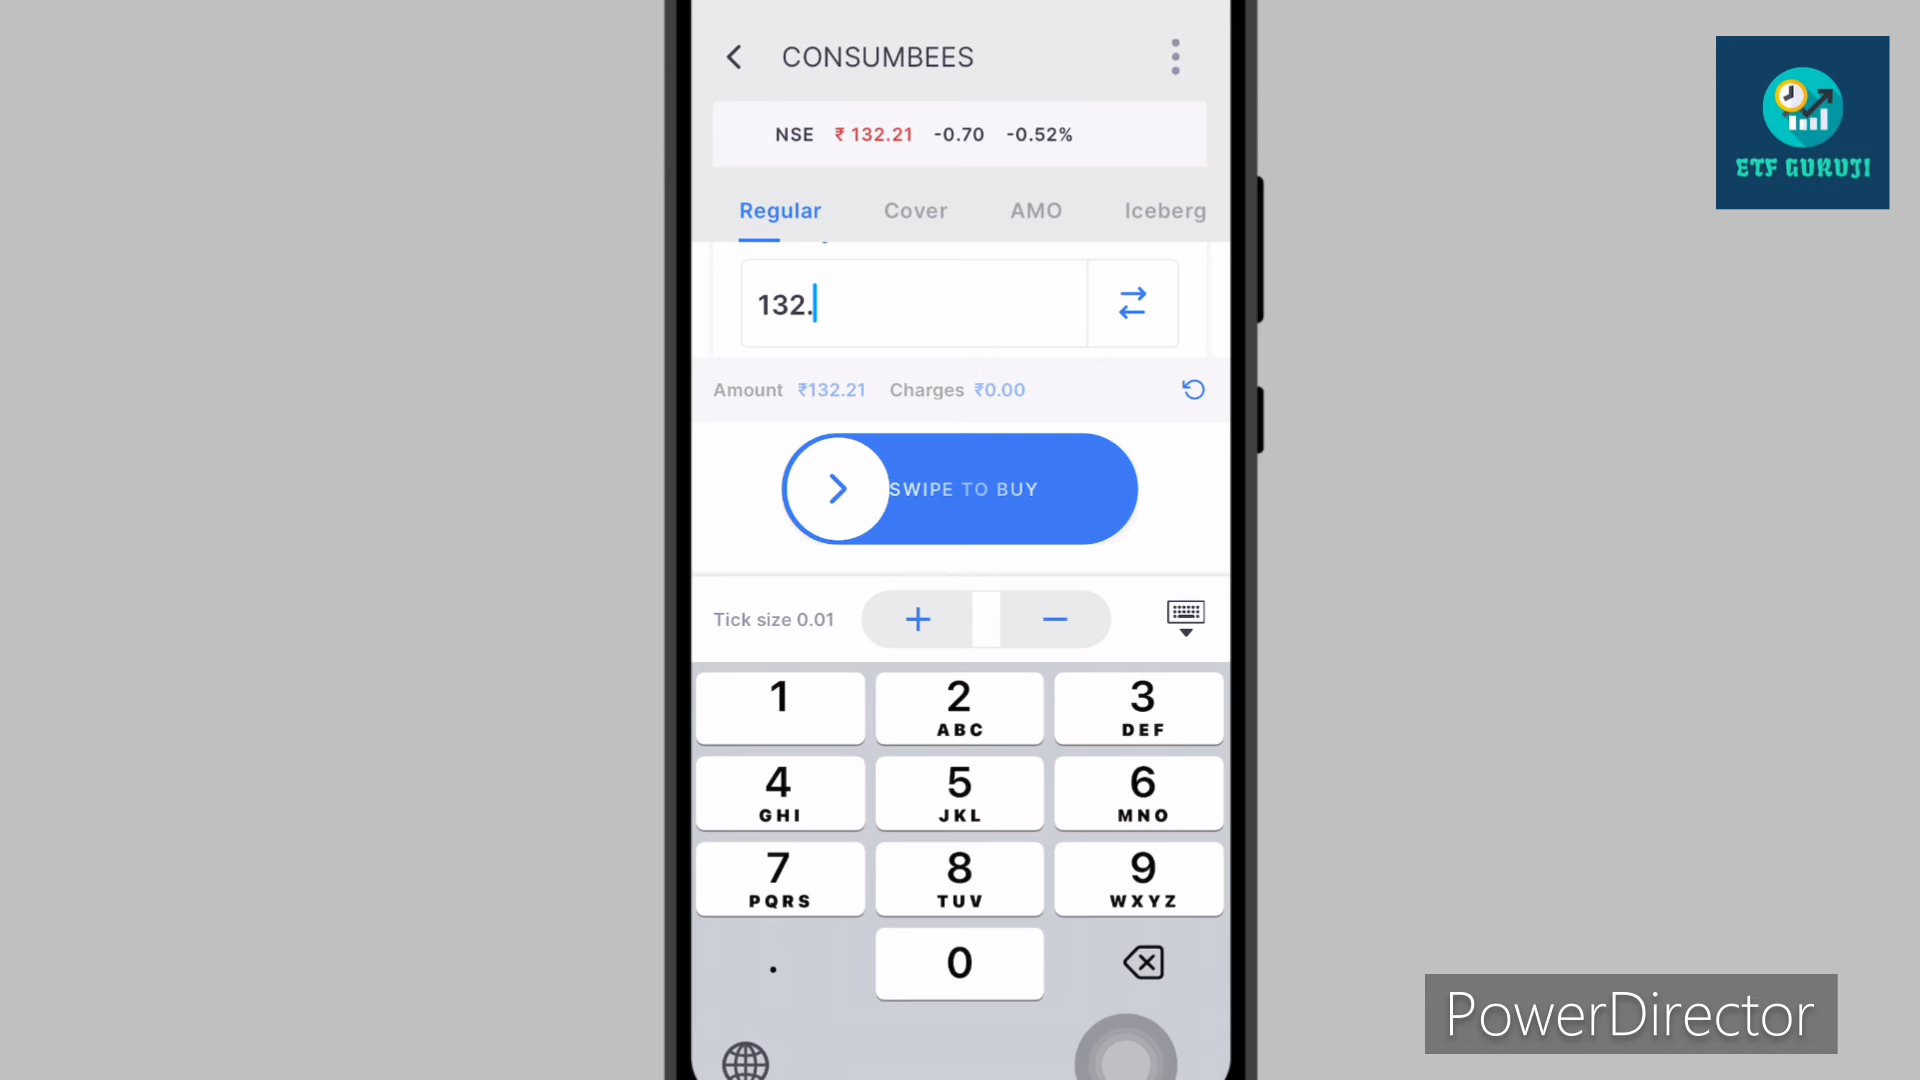 CONSUMBEES
NSE ₹ 132.21 -0.70 -0.52%
Regular Cover AMO Iceberg
132.
Amount ₹132.21 Charges ₹0.00
SWIPE TO BUY
Tick size 0.01 + −
1 2 3
ABC DEF
4 5 6
GHI JKL MNO
7 8 9
PQRS TUV WXYZ
. 0
ETF GURUJI
PowerDirector